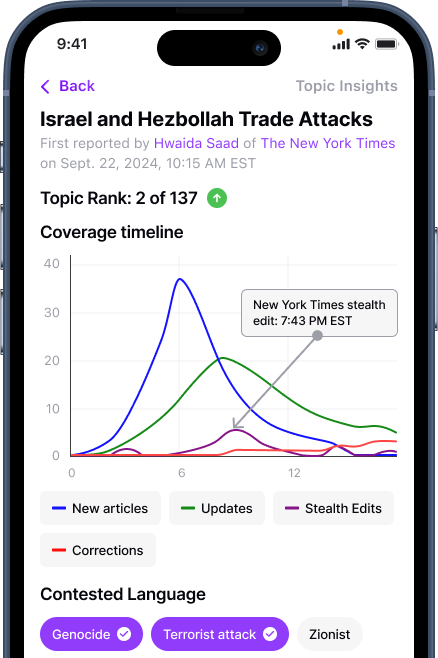 9:41
Back
Topic Insights
Israel and Hezbollah Trade Attacks
First reported by Hwaida Saad of The New York Times
on Sept. 22, 2024, 10:15 AM EST
Topic Rank: 2 of 137
Coverage timeline
40
30
20
10
0
New York Times stealth
edit: 7:43 PM EST
0 6 12
New articles Updates Stealth Edits
Corrections
Contested Language
Genocide Terrorist attack Zionist